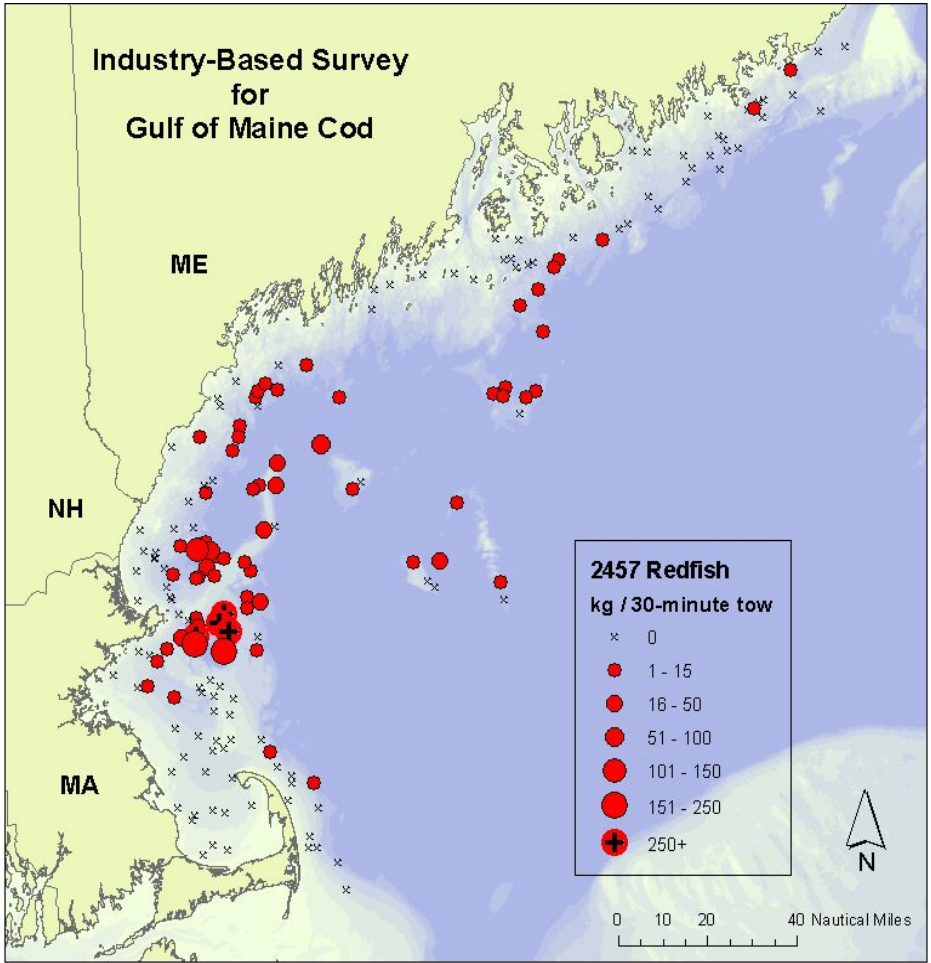 Industry-Based Survey
for
Gulf of Maine Cod
ME
NH
MA
2457 Redfish
kg / 30-minute tow
0
1 - 15
16 - 50
51 - 100
101 - 150
151 - 250
250+
N
0 10 20 40 Nautical Miles